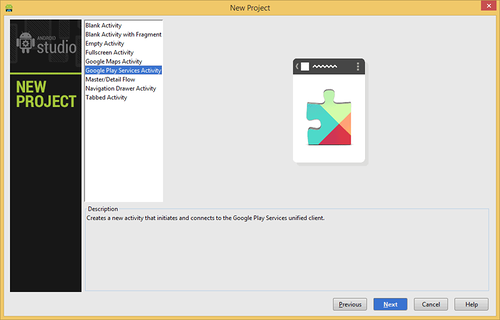 New Project
ANDROID
studio
NEW
PROJECT
Blank Activity
Blank Activity with Fragment
Empty Activity
Fullscreen Activity
Google Maps Activity
Google Play Services Activity
Master/Detail Flow
Navigation Drawer Activity
Tabbed Activity
Description
Creates a new activity that initiates and connects to the Google Play Services unified client.
Previous
Next
Cancel
Help